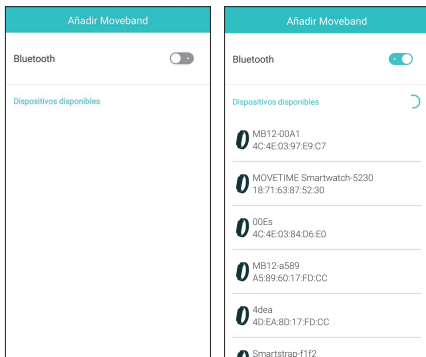 Añadir Moveband
Bluetooth
Dispositivos disponibles
Añadir Moveband
Bluetooth
Dispositivos disponibles
MB12-00A1
4C:4E:03:97:E9:C7
MOVETIME Smartwatch-5230
18:71:63:87:52:30
00Es
4C:4E:03:84:D6:E0
MB12-a589
A5:89:60:17:FD:CC
4dea
4D:EA:8D:17:FD:CC
Smartstrap-f1f2